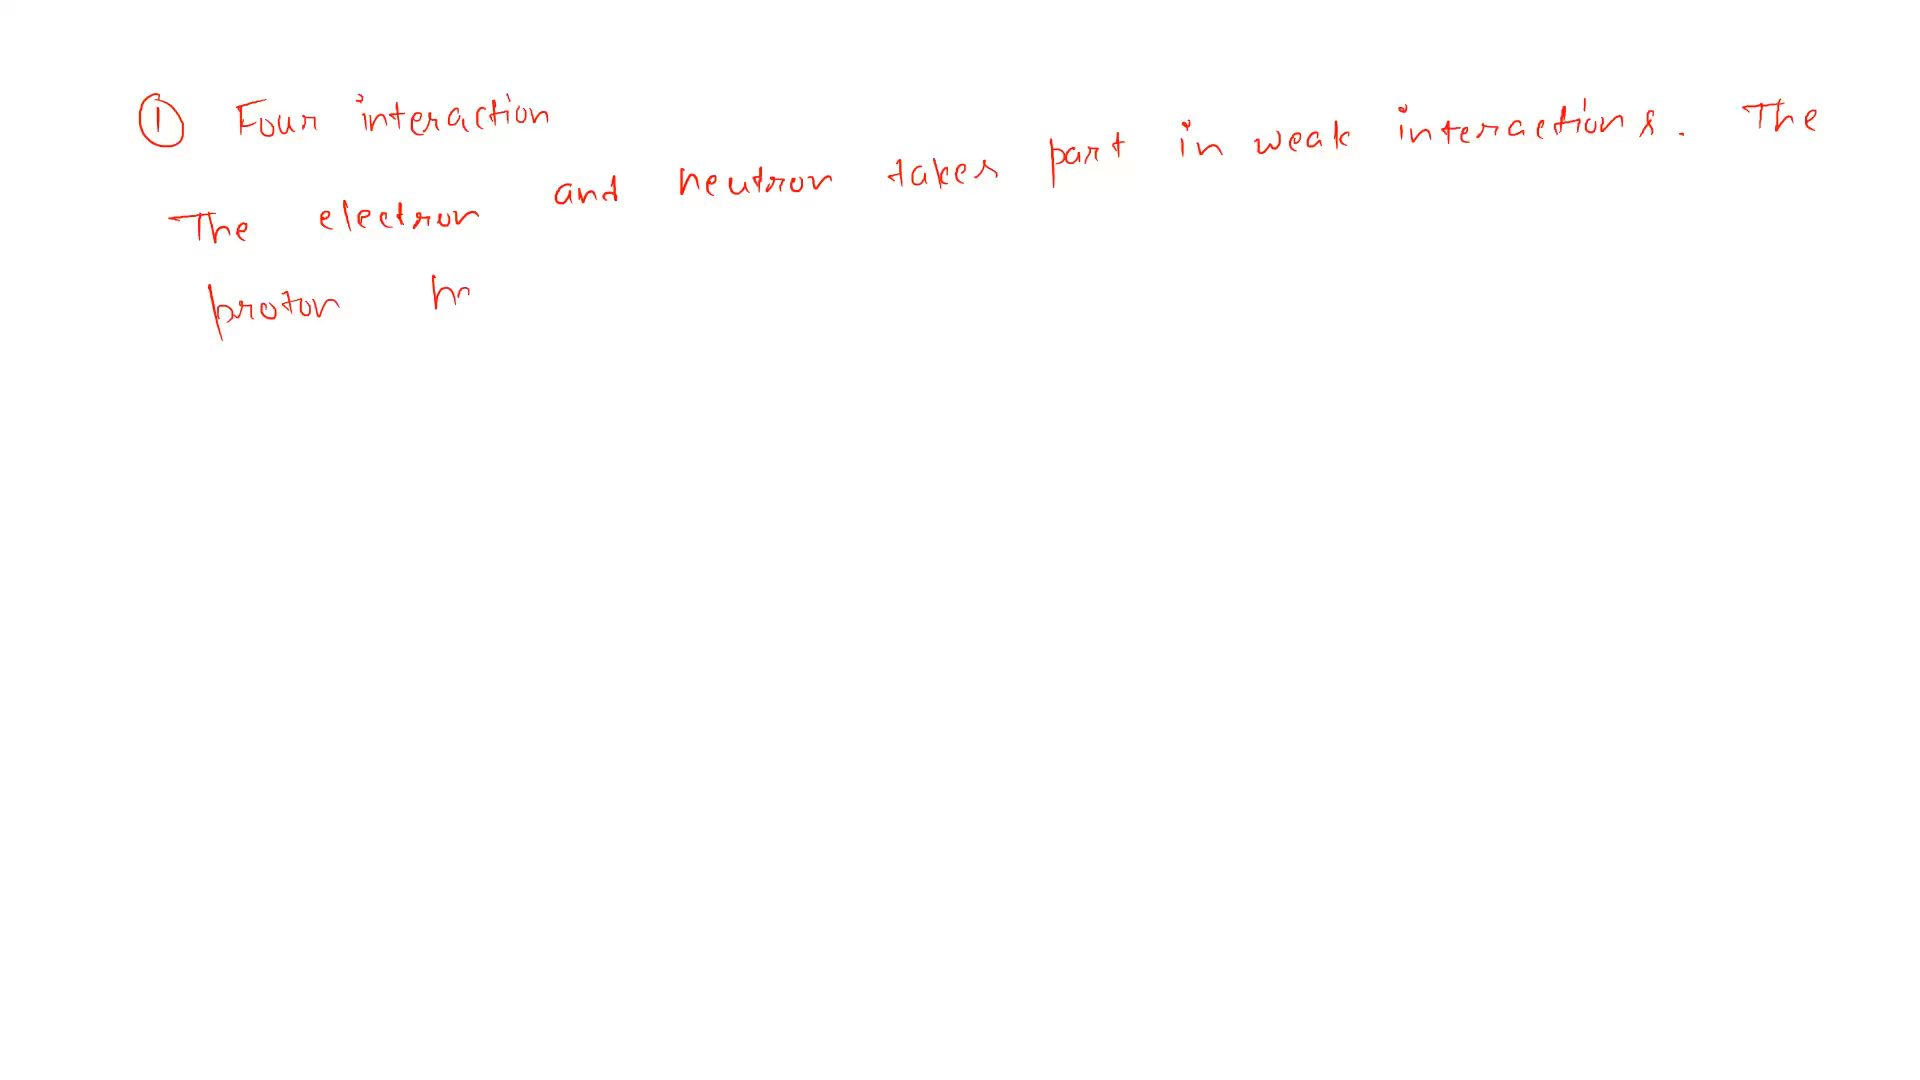 ① Four interaction
The electron and neutron takes part in weak interactions. The
proton